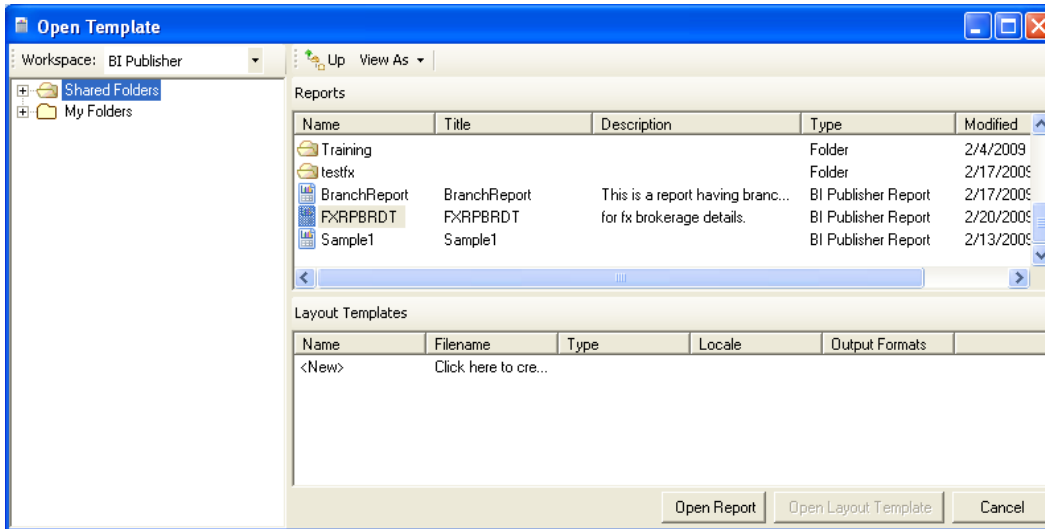 Open Template
Workspace: BI Publisher
Up View As
Shared Folders
My Folders
Reports
Name Title Description Type Modified
Training Folder 2/4/2009
testfx Folder 2/17/2009
BranchReport BranchReport This is a report having branc... BI Publisher Report 2/17/2009
FXRPBRDT FXRPBRDT for fx brokerage details. BI Publisher Report 2/20/2009
Sample1 Sample1 BI Publisher Report 2/13/2009
Layout Templates
Name Filename Type Locale Output Formats
<New> Click here to cre...
Open Report Open Layout Template Cancel